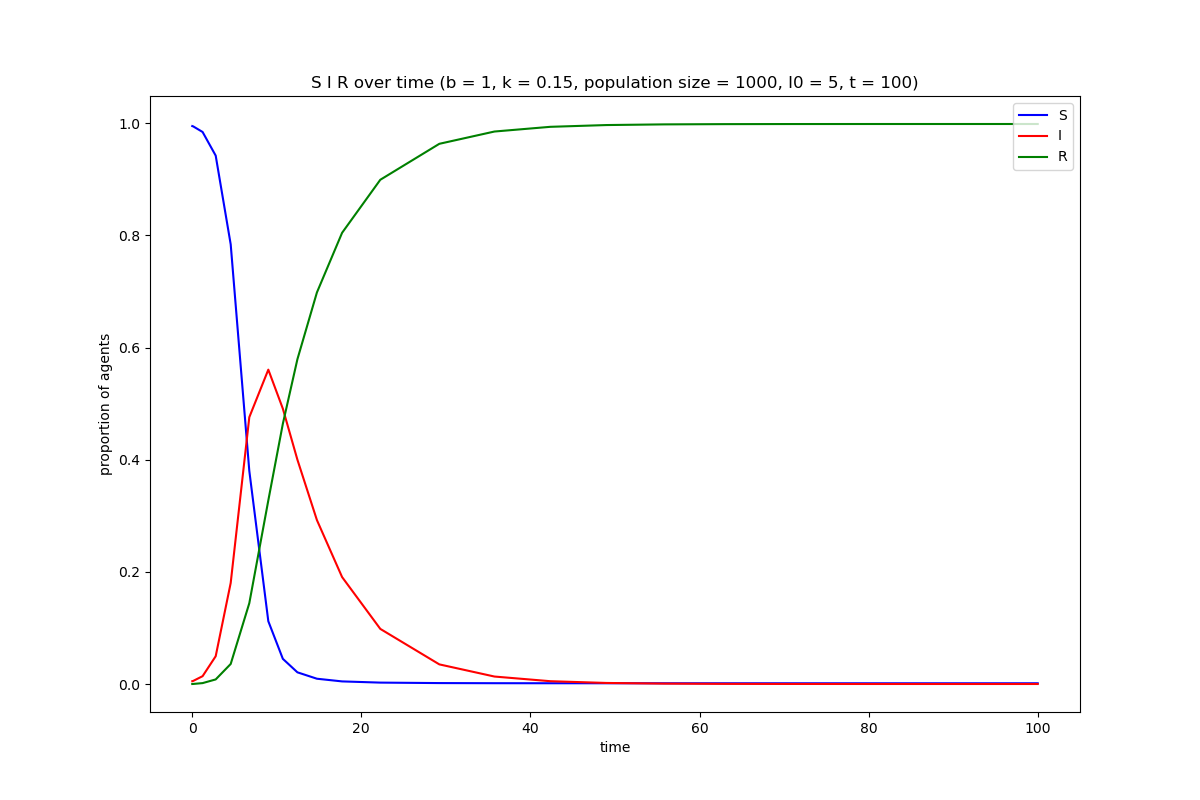 S I R over time (b = 1, k = 0.15, population size = 1000, I0 = 5, t = 100)
S
I
R
1.0
0.8
0.6
0.4
0.2
0.0
proportion of agents
0 20 40 60 80 100
time